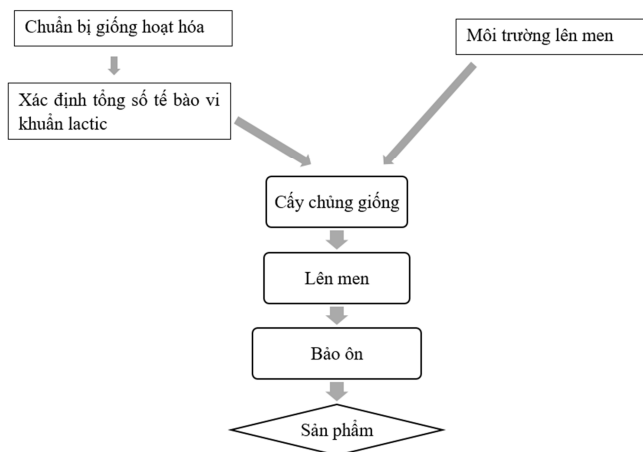 Chuẩn bị giống hoạt hóa
Môi trường lên men
Xác định tổng số tế bào vi
khuẩn lactic
Cấy chủng giống
Lên men
Bảo ôn
Sản phẩm